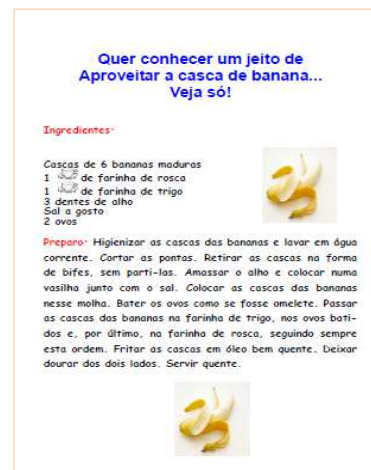 Quer conhecer um jeito de
Aproveitar a casca de banana...
Veja só!
Ingredientes:
Cascas de 6 bananas maduras
1 de farinha de rosca
1 de farinha de trigo
3 dentes de alho
Sal a gosto
2 ovos
Preparo: Higienizar as cascas das bananas e lavar em água
corrente. Cortar as pontas. Retirar as cascas na forma
de bifes, sem parti-las. Amassar o alho e colocar numa
vasilha junto com o sal. Colocar as cascas das bananas
nesse molha. Bater os ovos como se fosse omelete. Passar
as cascas das bananas na farinha de trigo, nos ovos bati-
dos e, por último, na farinha de rosca, seguindo sempre
esta ordem. Fritar as cascas em óleo bem quente. Deixar
dourar dos dois lados. Servir quente.